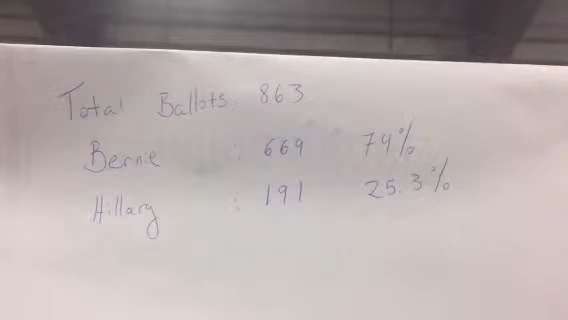 Total Ballots: 863
Bernie : 669 74%
Hillary : 191 25.3%